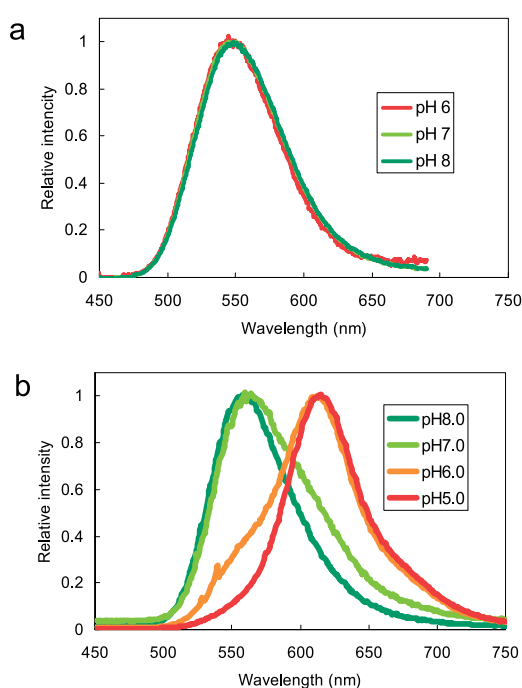 a
Relative intencity
1
0.8
0.6
0.4
0.2
0
450 500 550 600 650 700 750
Wavelength (nm)
pH 6
pH 7
pH 8
b
Relative intensity
1
0.8
0.6
0.4
0.2
0
450 500 550 600 650 700 750
Wavelength (nm)
pH8.0
pH7.0
pH6.0
pH5.0